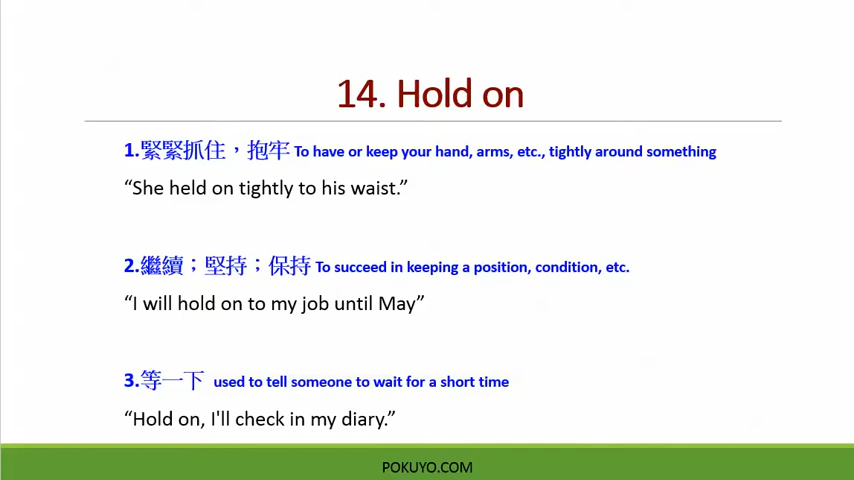 14. Hold on
1.緊緊抓住，抱牢 To have or keep your hand, arms, etc., tightly around something
“She held on tightly to his waist.”
2.繼續；堅持；保持 To succeed in keeping a position, condition, etc.
“I will hold on to my job until May”
3.等一下 used to tell someone to wait for a short time
“Hold on, I'll check in my diary.”
POKUYO.COM